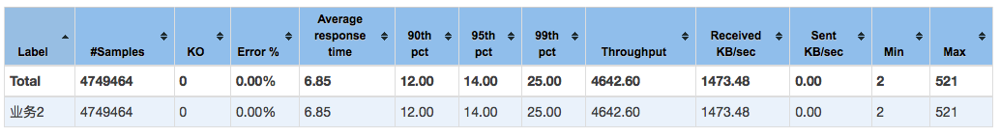 Label #Samples KO Error % Average response time 90th pct 95th pct 99th pct Throughput Received KB/sec Sent KB/sec Min Max
Total 4749464 0 0.00% 6.85 12.00 14.00 25.00 4642.60 1473.48 0.00 2 521
业务2 4749464 0 0.00% 6.85 12.00 14.00 25.00 4642.60 1473.48 0.00 2 521